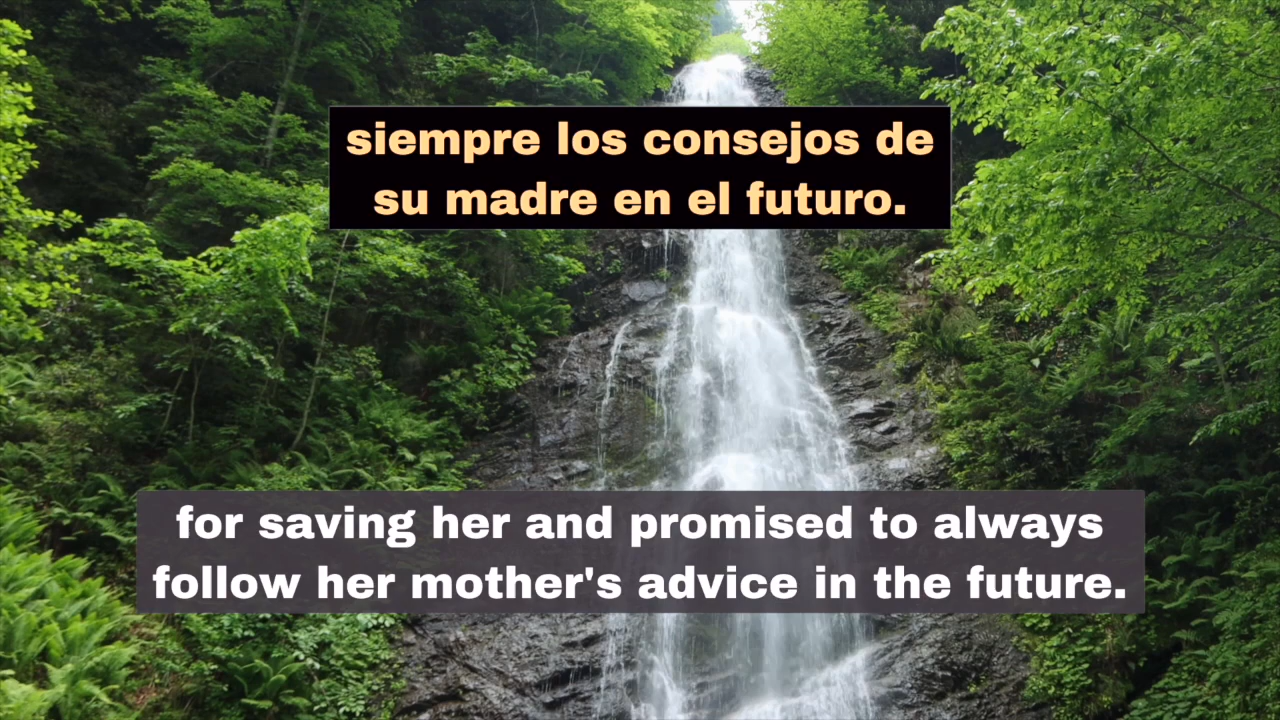 siempre los consejos de
su madre en el futuro.
for saving her and promised to always
follow her mother's advice in the future.